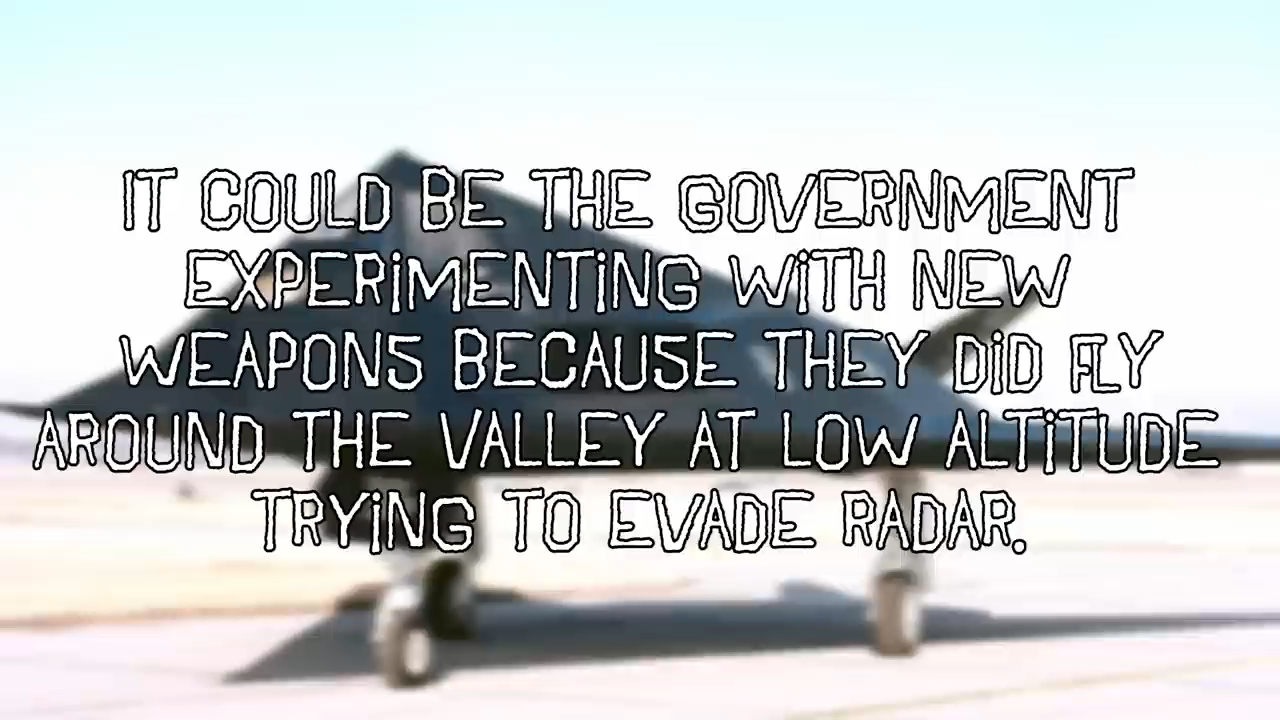 IT COULD BE THE GOVERNMENT
EXPERiMENTiNG WiTH NEW
WEAPONS BECAUSE THEY DiD FLY
AROUND THE VALLEY AT LOW ALTiTUDE
TRYiNG TO EVADE RADAR.